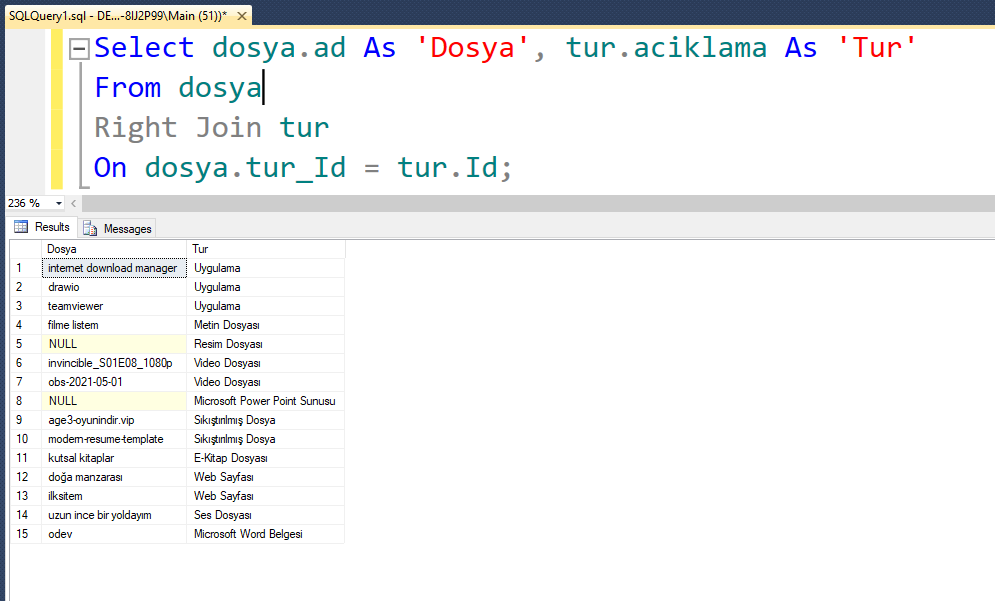 SQLQuery1.sql - DE...-8IJ2P99\Main (51))* ✕
Select dosya.ad As 'Dosya', tur.aciklama As 'Tur'
From dosya
Right Join tur
On dosya.tur_Id = tur.Id;
236 %
Results Messages
Dosya Tur
1 internet download manager Uygulama
2 drawio Uygulama
3 teamviewer Uygulama
4 filme listem Metin Dosyası
5 NULL Resim Dosyası
6 invincible_S01E08_1080p Video Dosyası
7 obs-2021-05-01 Video Dosyası
8 NULL Microsoft Power Point Sunusu
9 age3-oyunindir.vip Sıkıştırılmış Dosya
10 modern-resume-template Sıkıştırılmış Dosya
11 kutsal kitaplar E-Kitap Dosyası
12 doğa manzarası Web Sayfası
13 ilksitem Web Sayfası
14 uzun ince bir yoldayım Ses Dosyası
15 odev Microsoft Word Belgesi